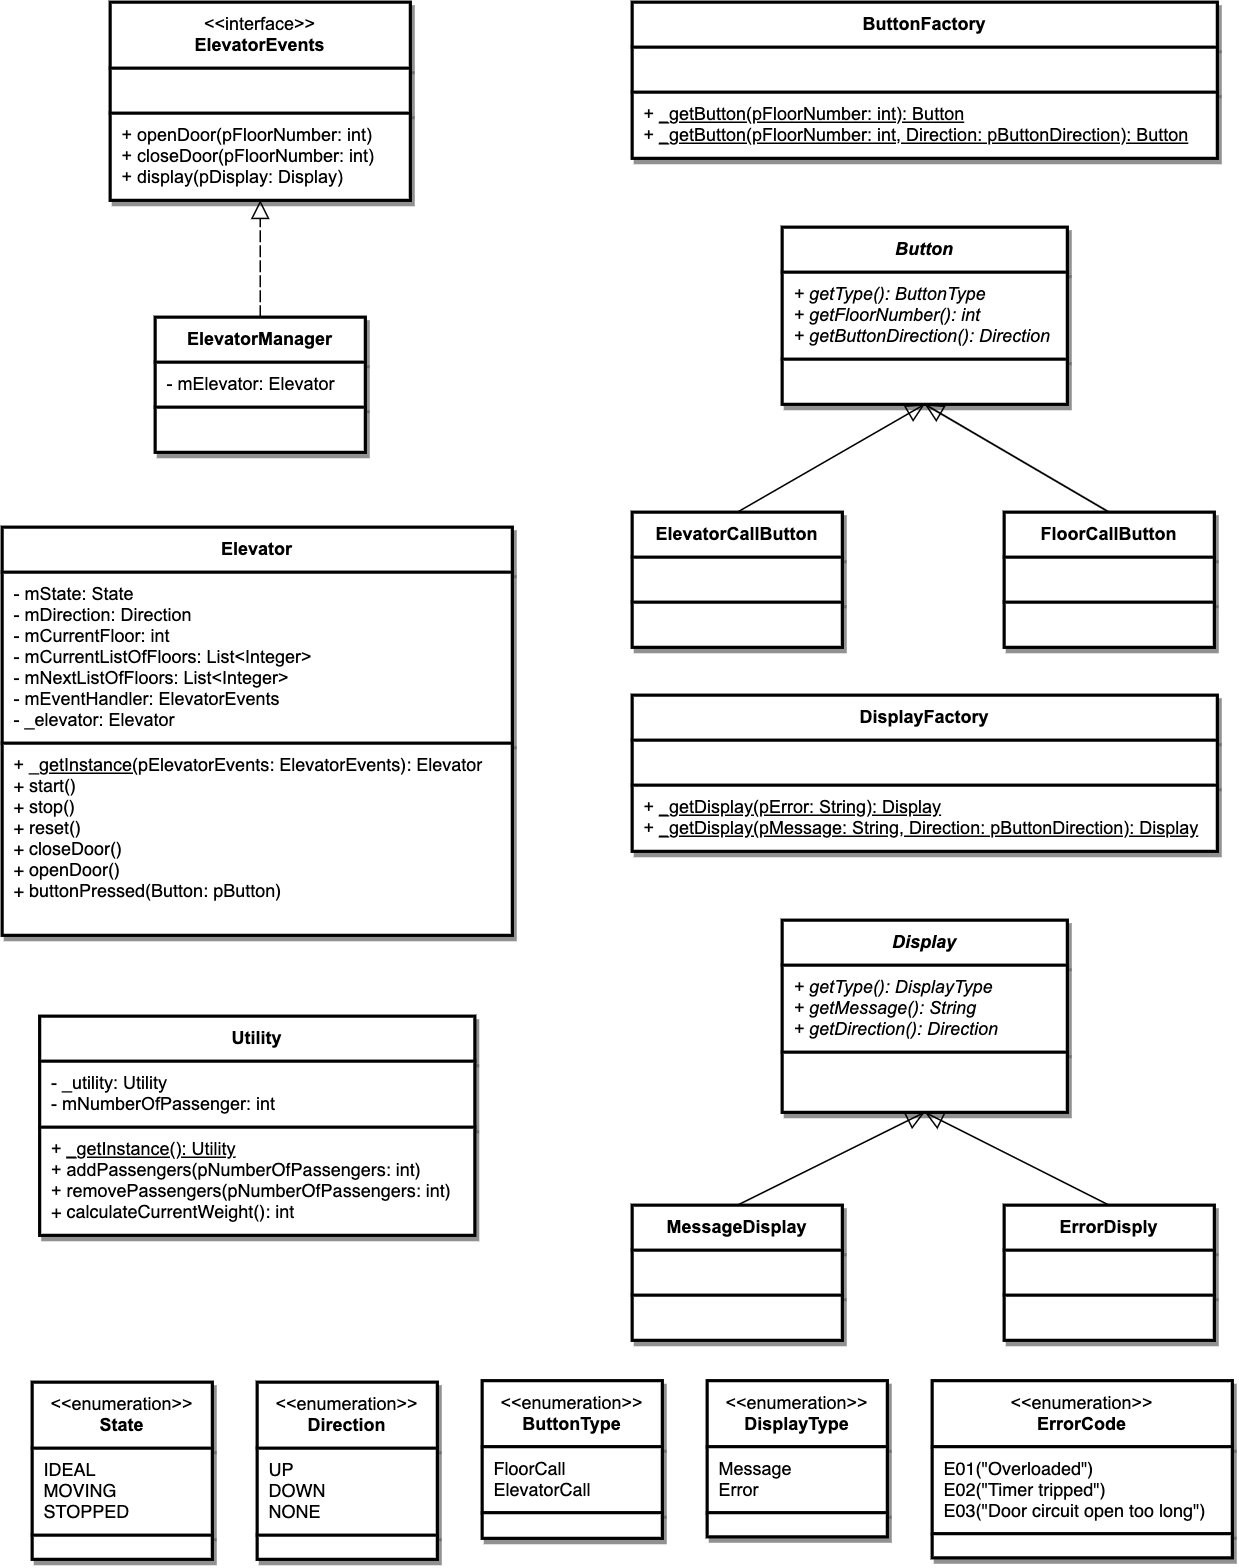 <<interface>>
ElevatorEvents
+ openDoor(pFloorNumber: int)
+ closeDoor(pFloorNumber: int)
+ display(pDisplay: Display)
ElevatorManager
- mElevator: Elevator
Elevator
- mState: State
- mDirection: Direction
- mCurrentFloor: int
- mCurrentListOfFloors: List<Integer>
- mNextListOfFloors: List<Integer>
- mEventHandler: ElevatorEvents
- _elevator: Elevator
+ _getInstance(pElevatorEvents: ElevatorEvents): Elevator
+ start()
+ stop()
+ reset()
+ closeDoor()
+ openDoor()
+ buttonPressed(Button: pButton)
Utility
- _utility: Utility
- mNumberOfPassenger: int
+ _getInstance(): Utility
+ addPassengers(pNumberOfPassengers: int)
+ removePassengers(pNumberOfPassengers: int)
+ calculateCurrentWeight(): int
ButtonFactory
+ _getButton(pFloorNumber: int): Button
+ _getButton(pFloorNumber: int, Direction: pButtonDirection): Button
Button
+ getType(): ButtonType
+ getFloorNumber(): int
+ getButtonDirection(): Direction
ElevatorCallButton
FloorCallButton
DisplayFactory
+ _getDisplay(pError: String): Display
+ _getDisplay(pMessage: String, Direction: pButtonDirection): Display
Display
+ getType(): DisplayType
+ getMessage(): String
+ getDirection(): Direction
MessageDisplay
ErrorDisply
<<enumeration>>
State
IDEAL
MOVING
STOPPED
<<enumeration>>
Direction
UP
DOWN
NONE
<<enumeration>>
ButtonType
FloorCall
ElevatorCall
<<enumeration>>
DisplayType
Message
Error
<<enumeration>>
ErrorCode
E01("Overloaded")
E02("Timer tripped")
E03("Door circuit open too long")